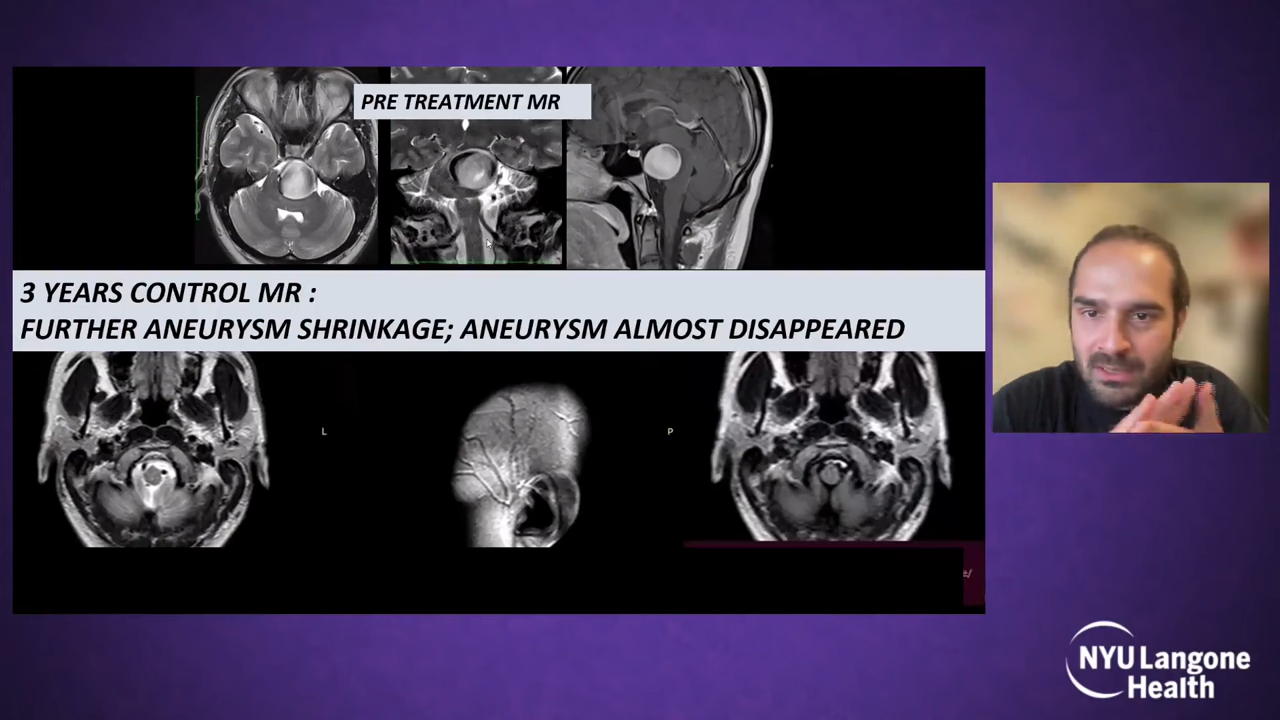 PRE TREATMENT MR
3 YEARS CONTROL MR :
FURTHER ANEURYSM SHRINKAGE; ANEURYSM ALMOST DISAPPEARED
L
P
NYU Langone
Health